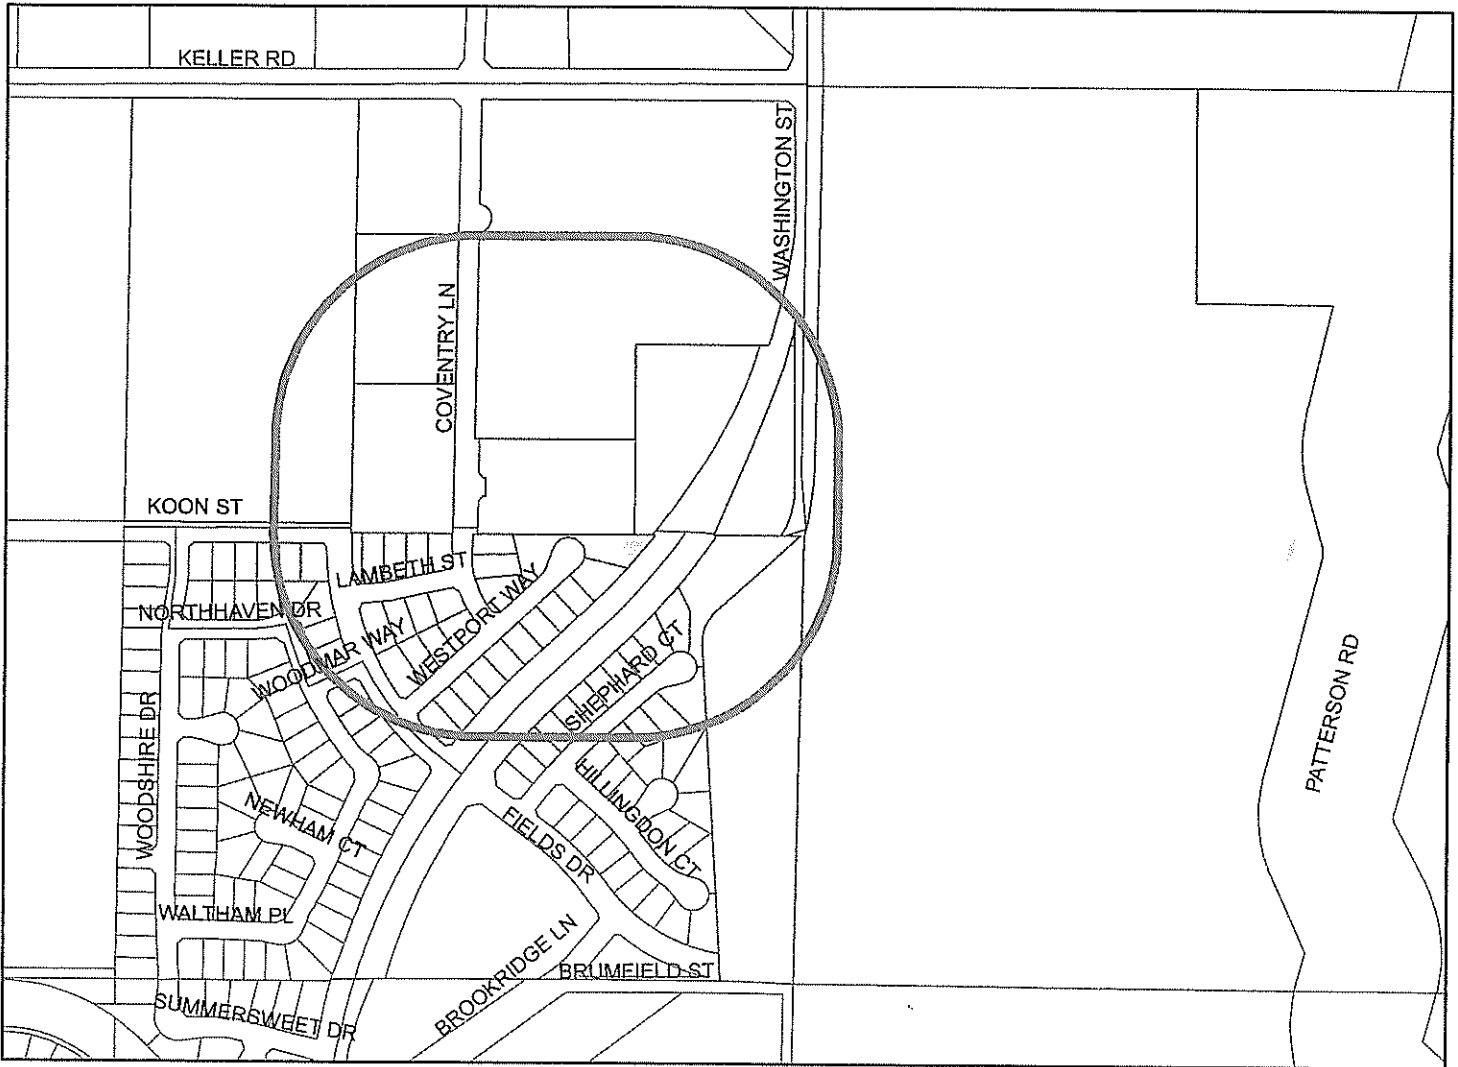 KELLER RD
WASHINGTON ST
COVENTRY LN
KOON ST
LAMBETH ST
NORTHHAVEN DR
WOODMAR WAY
WESTPORT WAY
SHEPHARD CT
WOODSHIRE DR
PATTERSON RD
NEWHAM CT
HILLINGDON CT
FIELDS DR
WALTHAM PL
BROOKRIDGE LN
BRUMFIELD ST
SUMMERSWEET DR